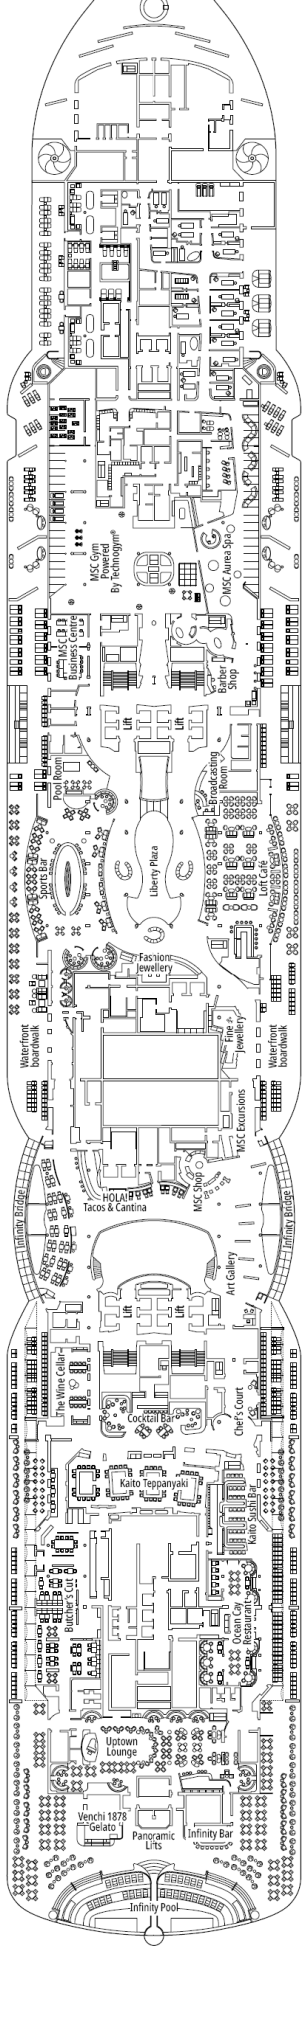 MSC Gym
Powered
By Technogym®
MSC Aurea Spa
MSC
Business Centre
Barber
Shop
Lift
Lift
Pool Room
Broadcasting
Room
Sports Bar
Liberty Plaza
Loft Café
Fashion
Jewellery
Waterfront
boardwalk
Fine
Jewellery
Waterfront
boardwalk
MSC Excursions
HOLA!
Tacos & Cantina
MSC Shop
Infinity Bridge
Infinity Bridge
Art Gallery
Lift
Lift
The Wine Cellar
Cocktail Bar
Chef's Court
Kaito Teppanyaki
Kaito Sushi Bar
Butcher's Cut
Ocean Cay
Restaurant
Uptown
Lounge
Venchi 1878
Gelato
Panoramic
Lifts
Infinity Bar
Infinity Pool